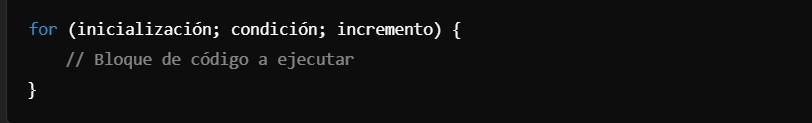 for (inicialización; condición; incremento) {
    // Bloque de código a ejecutar
}